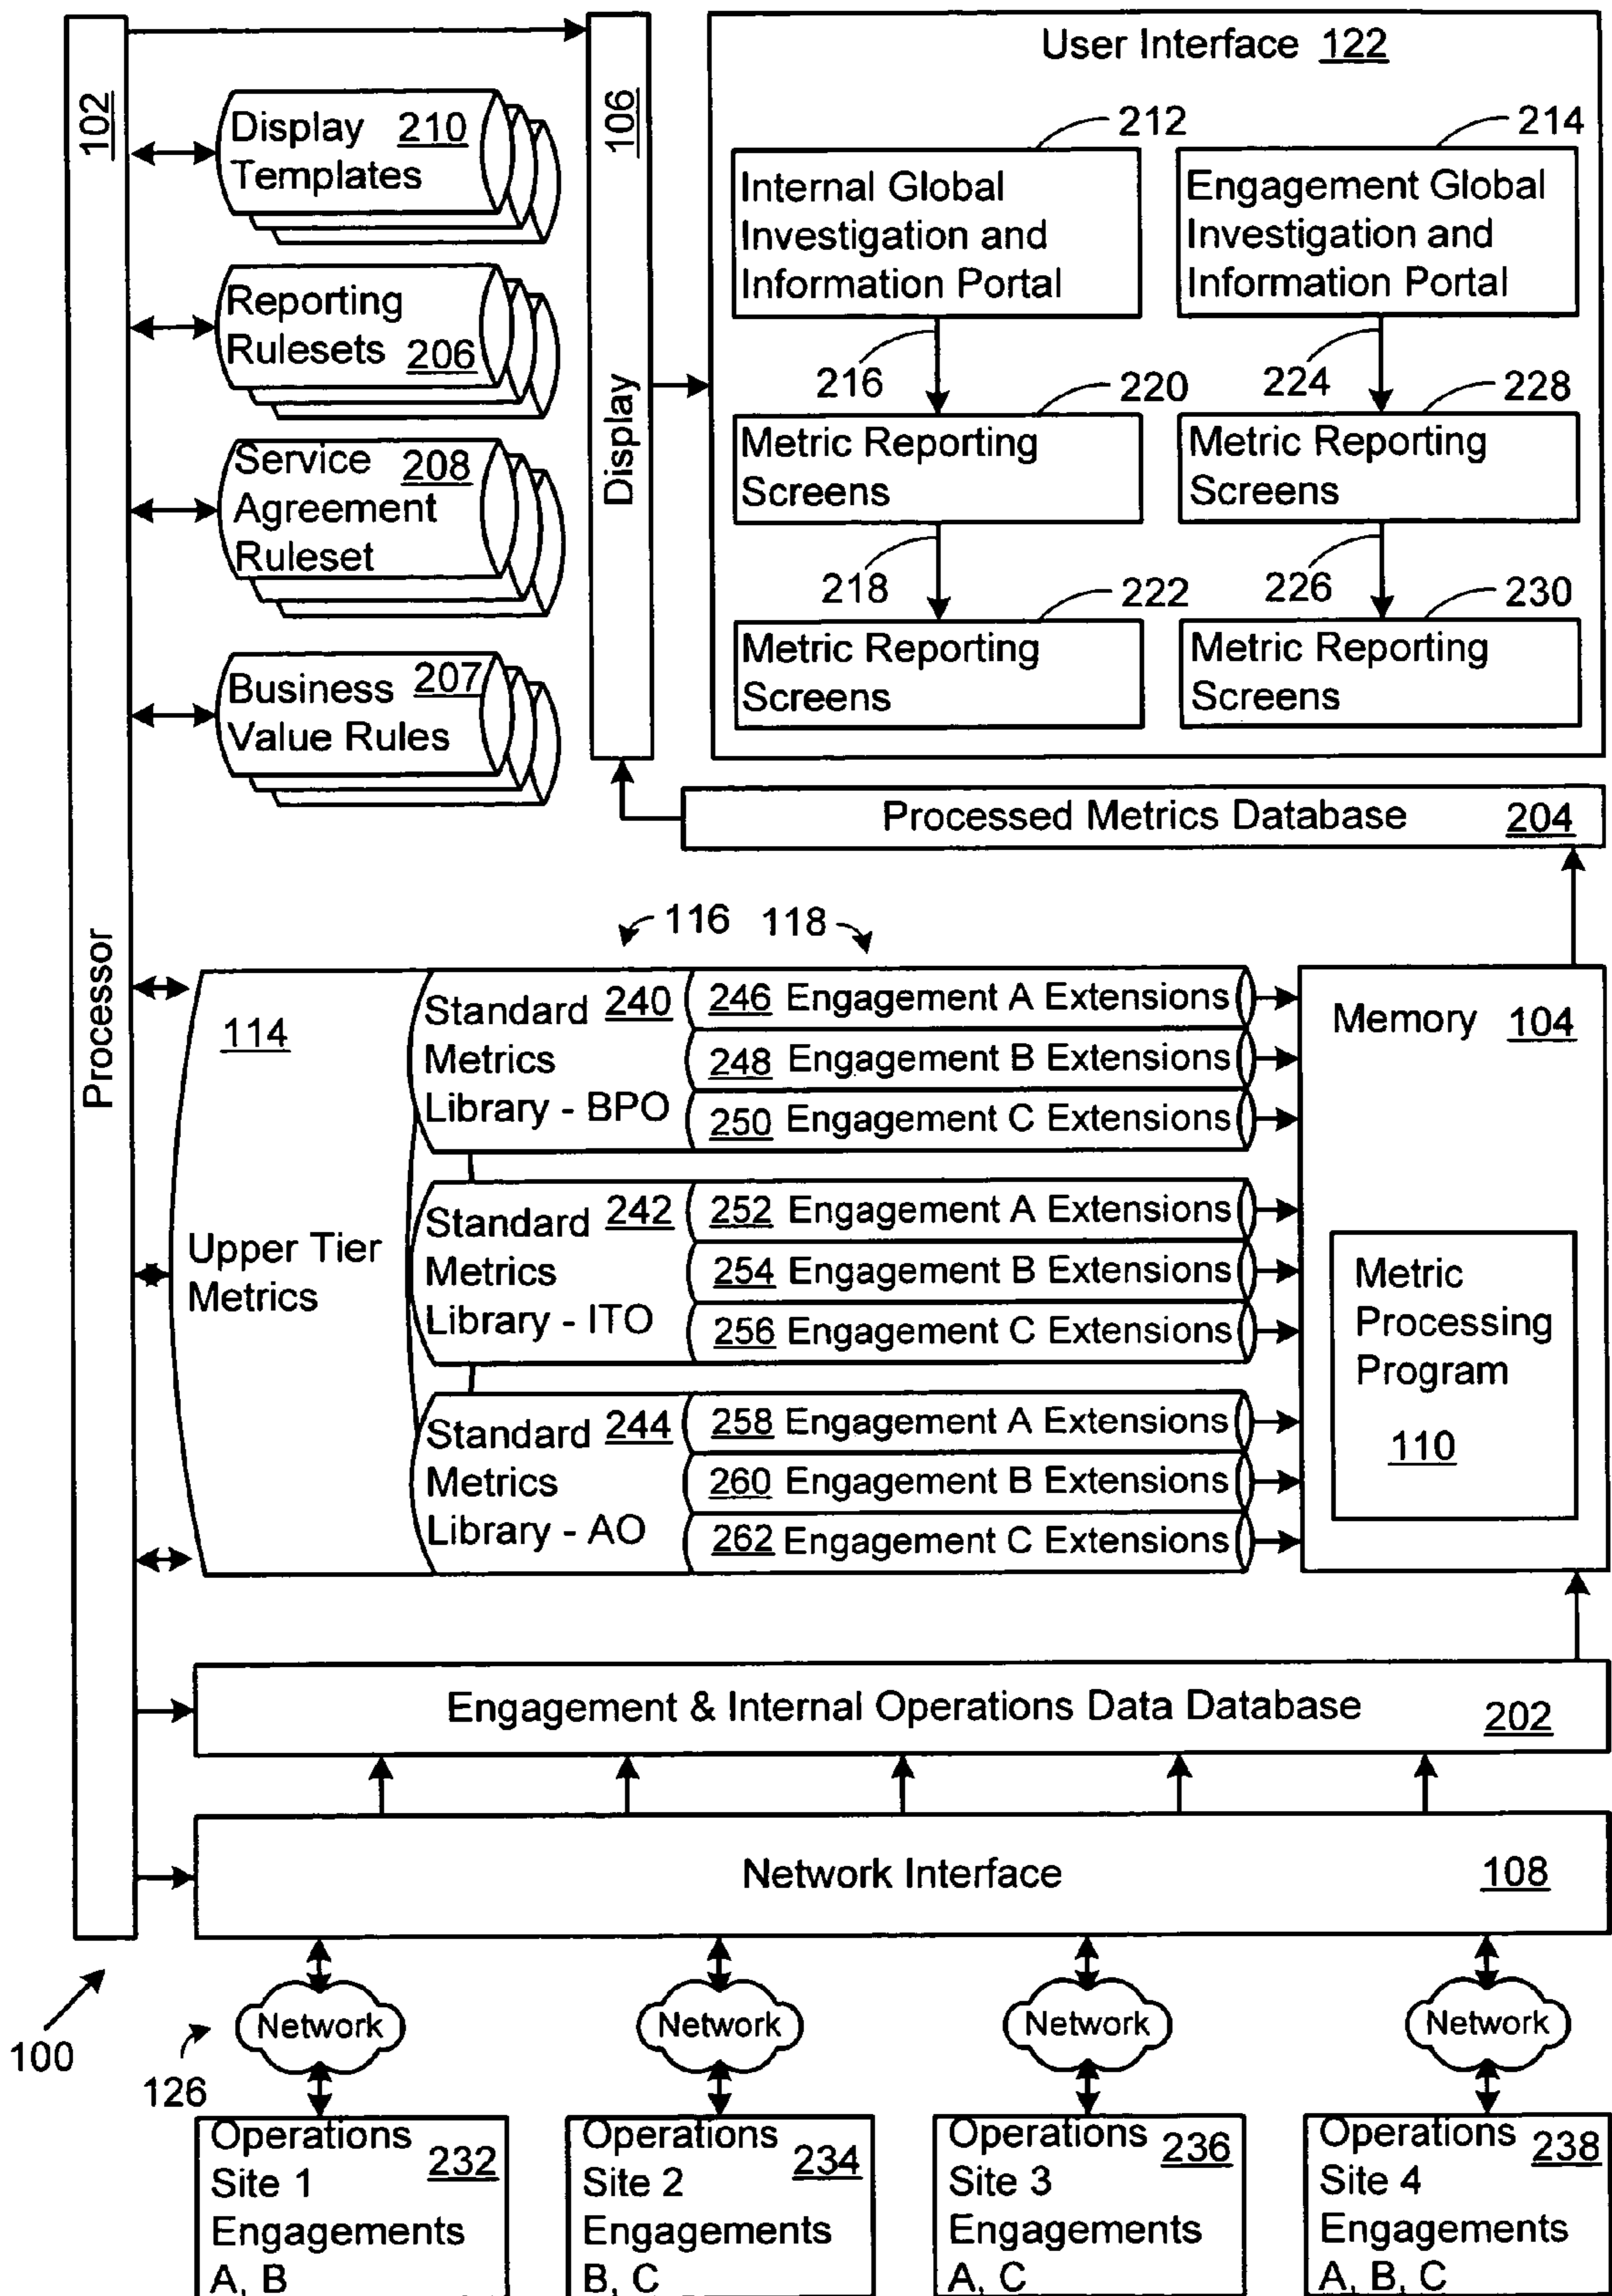 102
Processor
Display 210
Templates
Reporting
Rulesets 206
Service 208
Agreement
Ruleset
Business 207
Value Rules
106
Display
User Interface 122
212
Internal Global
Investigation and
Information Portal
214
Engagement Global
Investigation and
Information Portal
216
220
224
228
Metric Reporting
Screens
Metric Reporting
Screens
218
222
226
230
Metric Reporting
Screens
Metric Reporting
Screens
Processed Metrics Database 204
116 118
114
Upper Tier
Metrics
Standard 240
Metrics
Library - BPO
246 Engagement A Extensions
248 Engagement B Extensions
250 Engagement C Extensions
Standard 242
Metrics
Library - ITO
252 Engagement A Extensions
254 Engagement B Extensions
256 Engagement C Extensions
Standard 244
Metrics
Library - AO
258 Engagement A Extensions
260 Engagement B Extensions
262 Engagement C Extensions
Memory 104
Metric
Processing
Program
110
Engagement & Internal Operations Data Database 202
Network Interface 108
100
126
Network
Network
Network
Network
Operations 232
Site 1
Engagements
A, B
Operations 234
Site 2
Engagements
B, C
Operations 236
Site 3
Engagements
A, C
Operations 238
Site 4
Engagements
A, B, C